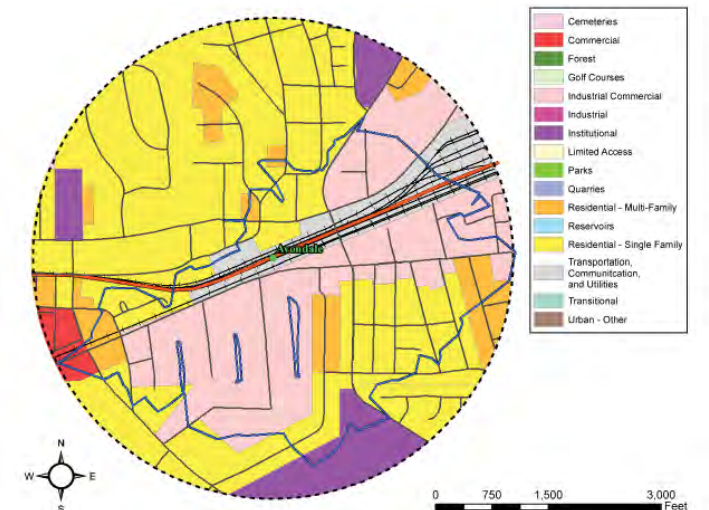 Cemeteries
Commercial
Forest
Golf Courses
Industrial Commercial
Industrial
Institutional
Limited Access
Parks
Quarries
Residential - Multi-Family
Reservoirs
Residential - Single Family
Transportation,
Communitcation,
and Utilities
Transitional
Urban - Other
Avondale
N
W E
S
0 750 1,500 3,000
Feet